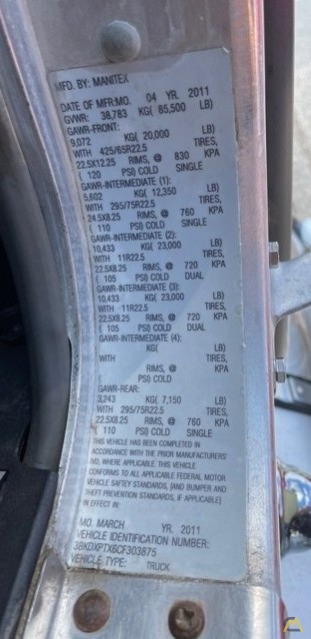 MFD. BY: MANITEX
DATE OF MFR:MO. 04 YR. 2011
GVWR: 38,783 KG( 85,500 LB)
GAWR-FRONT:
9,072 KG( 20,000 LB)
WITH 425/65R22.5 TIRES,
22.5X12.25 RIMS, @ 830 KPA
( 120 PSI) COLD SINGLE
GAWR-INTERMEDIATE (1):
5,602 KG( 12,350 LB)
WITH 295/75R22.5 TIRES,
24.5X8.25 RIMS, @ 760 KPA
( 110 PSI) COLD SINGLE
GAWR-INTERMEDIATE (2):
10,433 KG( 23,000 LB)
WITH 11R22.5 TIRES,
22.5X8.25 RIMS, @ 720 KPA
( 105 PSI) COLD DUAL
GAWR-INTERMEDIATE (3):
10,433 KG( 23,000 LB)
WITH 11R22.5 TIRES,
22.5X8.25 RIMS, @ 720 KPA
( 105 PSI) COLD DUAL
GAWR-INTERMEDIATE (4):
KG( LB)
WITH TIRES,
RIMS, @ KPA
( PSI) COLD
GAWR-REAR:
3,243 KG( 7,150 LB)
WITH 295/75R22.5 TIRES,
22.5X8.25 RIMS, @ 760 KPA
( 110 PSI) COLD SINGLE
THIS VEHICLE HAS BEEN COMPLETED IN
ACCORDANCE WITH THE PRIOR MANUFACTURERS'
IVD, WHERE APPLICABLE. THIS VEHICLE
CONFORMS TO ALL APPLICABLE FEDERAL MOTOR
VEHICLE SAFTEY STANDARDS, [AND BUMPER AND
THEFT PREVENTION STANDARDS, IF APPLICABLE]
IN EFFECT IN:
MO. MARCH YR. 2011
VEHICLE IDENTIFICATION NUMBER:
3BKDXPTX6CF303875
VEHICLE TYPE: TRUCK